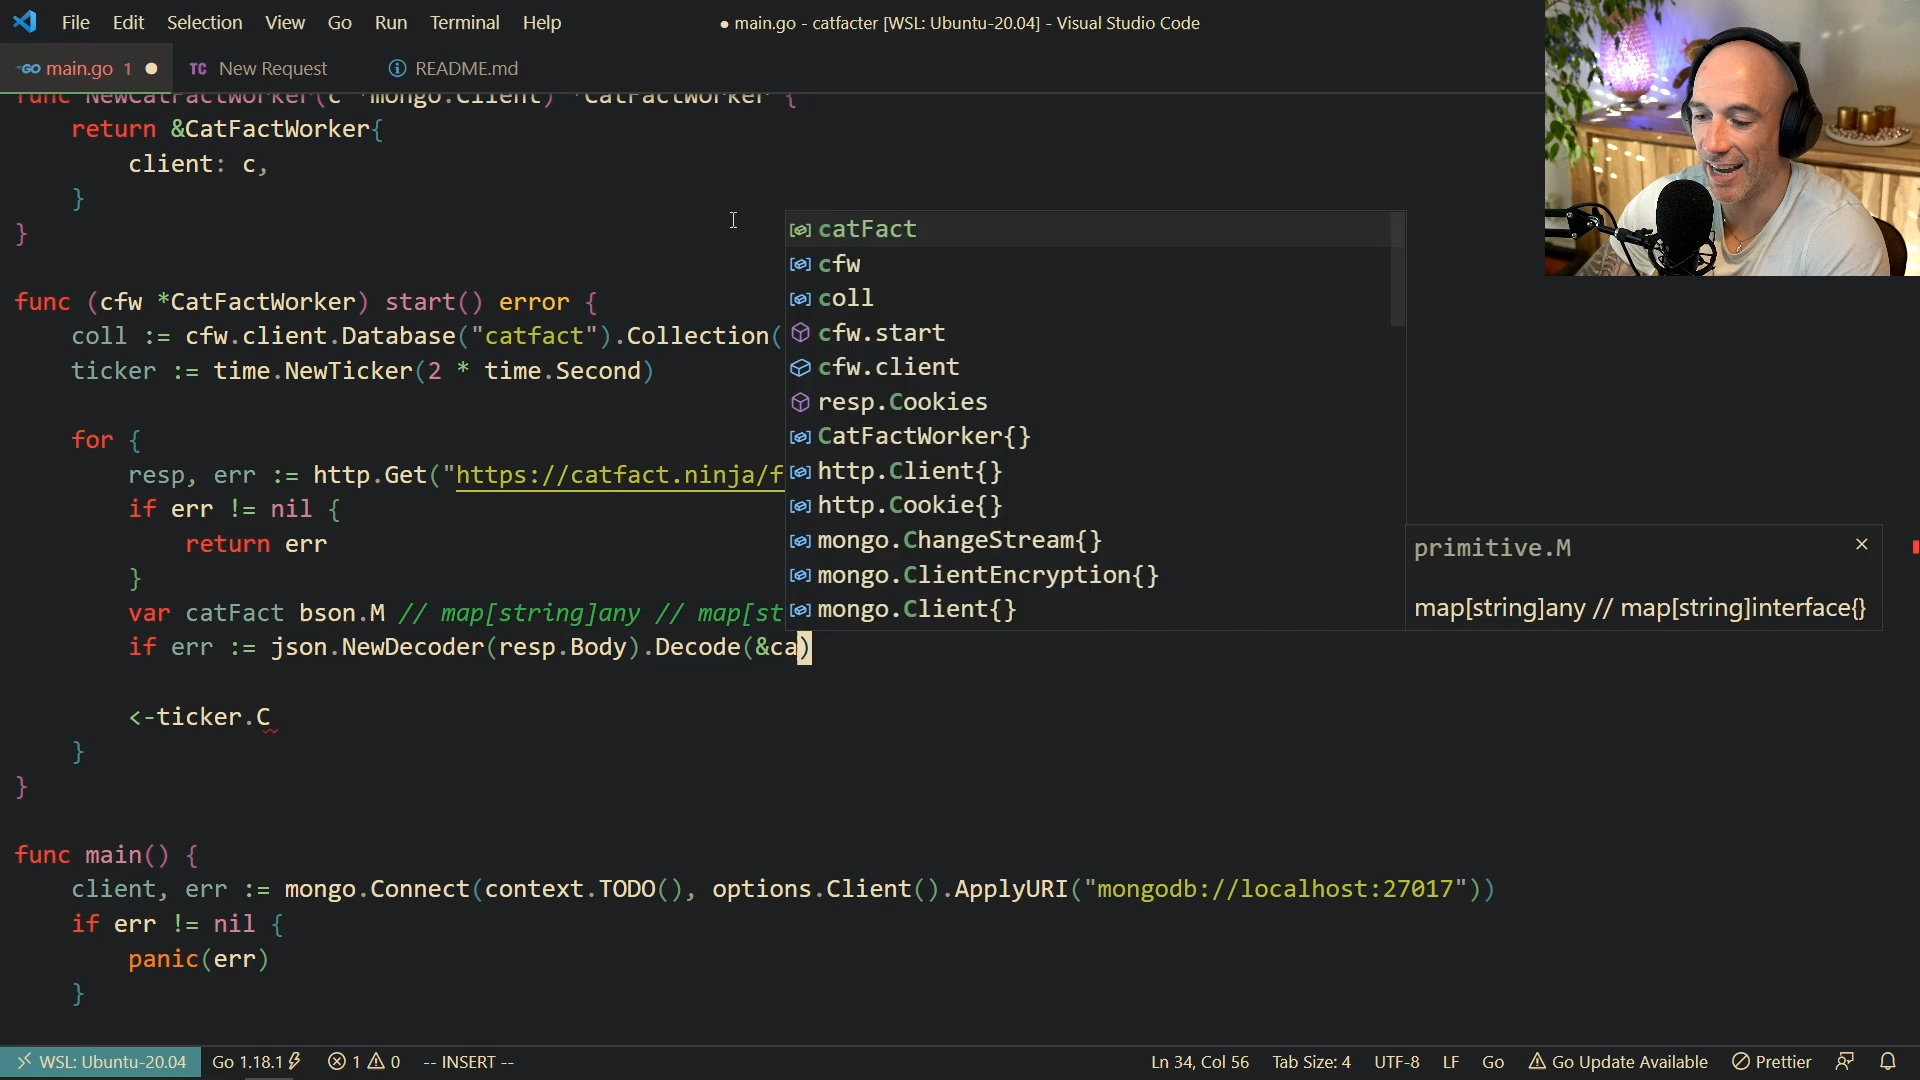 File Edit Selection View Go Run Terminal Help
● main.go - catfacter [WSL: Ubuntu-20.04] - Visual Studio Code
GO main.go 1 ●
TC New Request
README.md
func NewCatFactWorker(c *mongo.Client) *CatFactWorker {
return &CatFactWorker{
client: c,
}
}
func (cfw *CatFactWorker) start() error {
coll := cfw.client.Database("catfact").Collection(
ticker := time.NewTicker(2 * time.Second)
for {
resp, err := http.Get("https://catfact.ninja/f
if err != nil {
return err
}
var catFact bson.M // map[string]any // map[st
if err := json.NewDecoder(resp.Body).Decode(&ca)
<-ticker.C
}
}
func main() {
client, err := mongo.Connect(context.TODO(), options.Client().ApplyURI("mongodb://localhost:27017"))
if err != nil {
panic(err)
}
catFact
cfw
coll
cfw.start
cfw.client
resp.Cookies
CatFactWorker{}
http.Client{}
http.Cookie{}
mongo.ChangeStream{}
mongo.ClientEncryption{}
mongo.Client{}
primitive.M
map[string]any // map[string]interface{}
WSL: Ubuntu-20.04 Go 1.18.1 1 0 -- INSERT -- Ln 34, Col 56 Tab Size: 4 UTF-8 LF Go Go Update Available Prettier